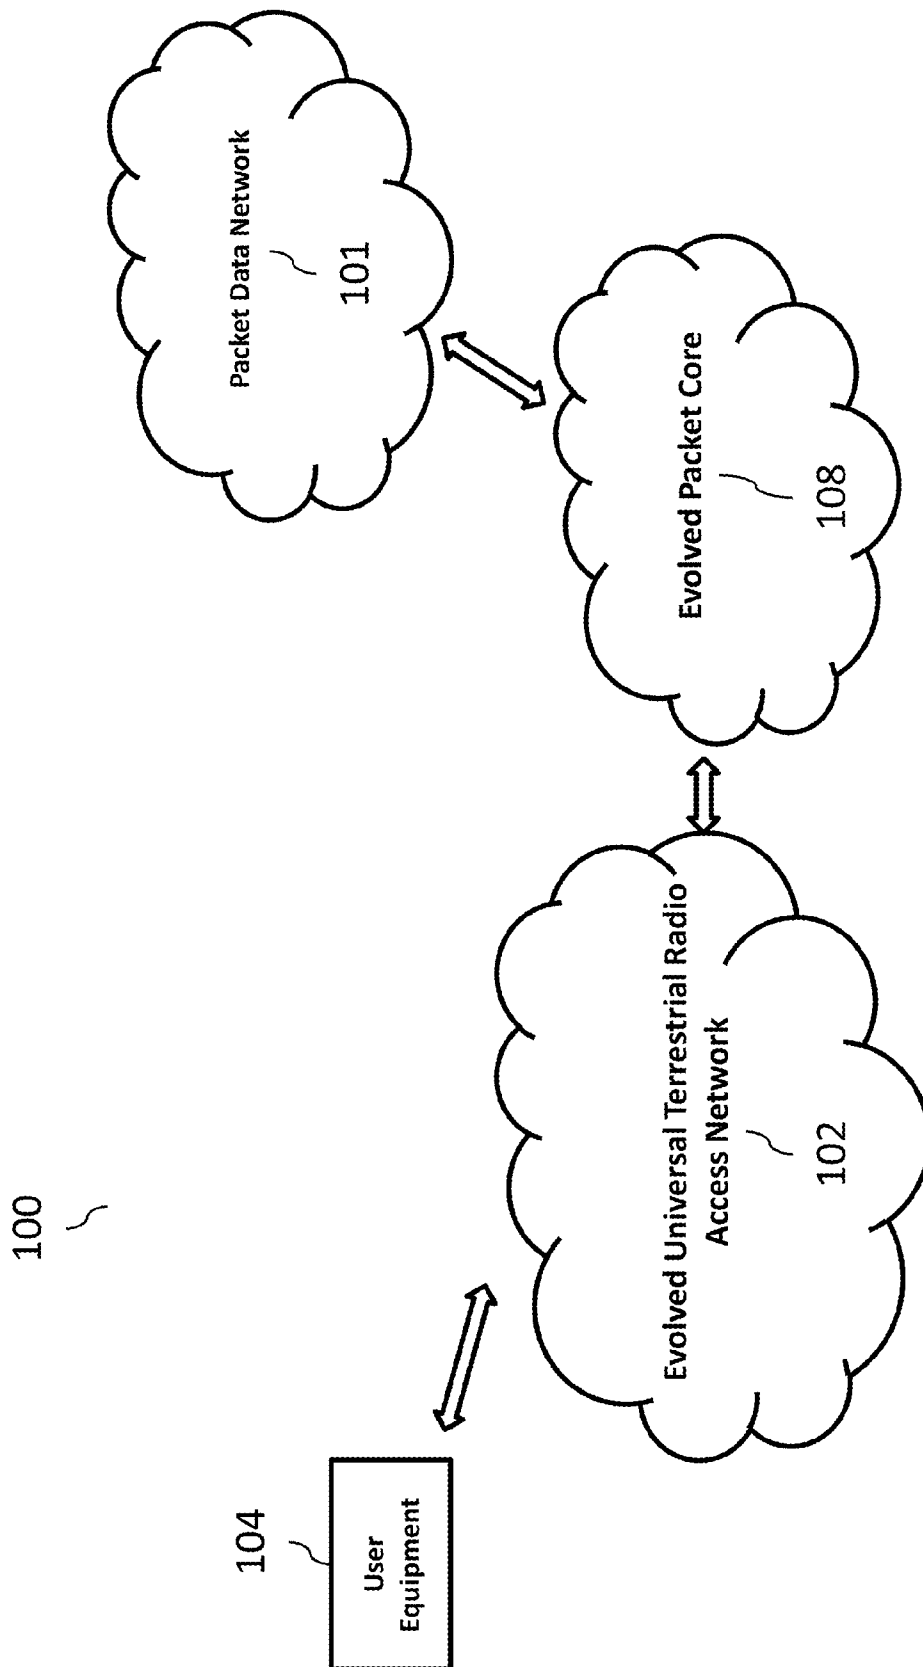 100
104
User
Equipment
Evolved Universal Terrestrial Radio
Access Network
102
Evolved Packet Core
108
Packet Data Network
101